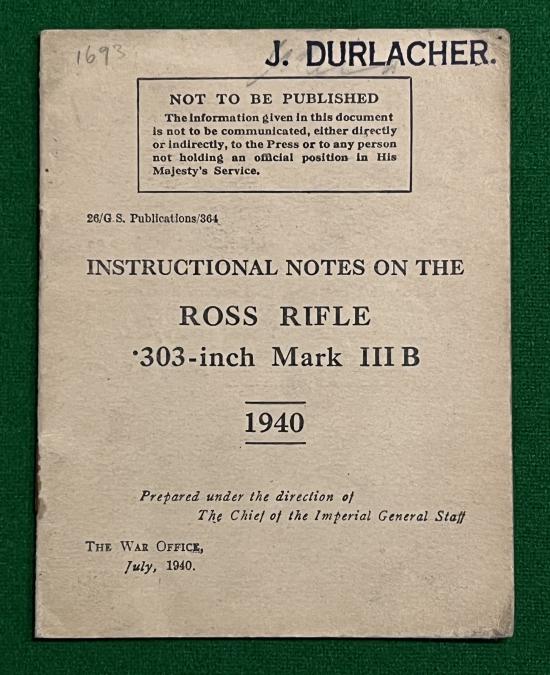 1693
J. DURLACHER.
NOT TO BE PUBLISHED
The information given in this document
is not to be communicated, either directly
or indirectly, to the Press or to any person
not holding an official position in His
Majesty's Service.
26/G.S. Publications/364
INSTRUCTIONAL NOTES ON THE
ROSS RIFLE
·303-inch Mark III B
1940
Prepared under the direction of
The Chief of the Imperial General Staff
THE WAR OFFICE,
July, 1940.